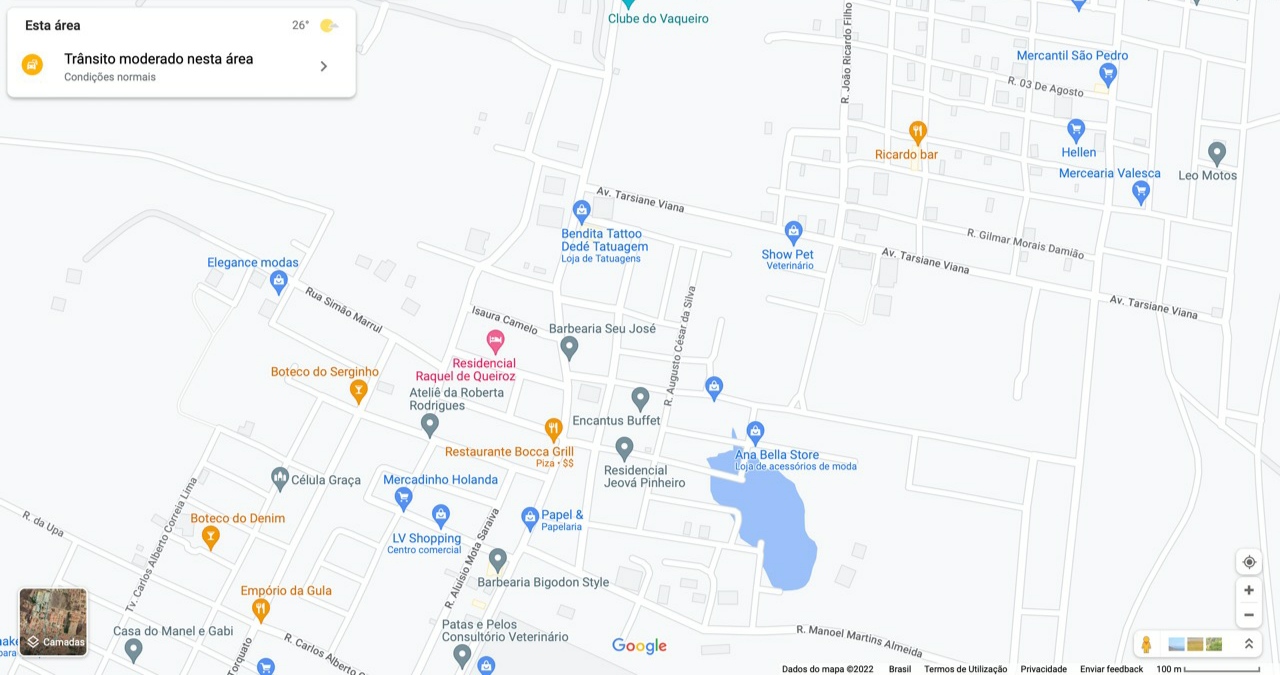 Esta área
26°
Trânsito moderado nesta área
Condições normais
Clube do Vaqueiro
R. João Ricardo Filho
Mercantil São Pedro
R. 03 De Agosto
Ricardo bar
Hellen
Mercearia Valesca
Leo Motos
Av. Tarsiane Viana
Bendita Tattoo
Dedé Tatuagem
Loja de Tatuagens
Show Pet
Veterinário
R. Gilmar Morais Damião
Av. Tarsiane Viana
Av. Tarsiane Viana
Elegance modas
Rua Simão Marrul
Isaura Camelo
Barbearia Seu José
R. Augusto César da Silva
Residencial
Raquel de Queiroz
Boteco do Serginho
Ateliê da Roberta
Rodrigues
Encantus Buffet
Restaurante Bocca Grill
Piza • $$
Ana Bella Store
Loja de acessórios de moda
Residencial
Jeová Pinheiro
Célula Graça
Mercadinho Holanda
Tv. Carlos Alberto Correia Lima
R. da Upa
Boteco do Denim
LV Shopping
Centro comercial
Papel &
Papelaria
R. Aluísio Mota Saraiva
Barbearia Bigodon Style
Empório da Gula
Casa do Manel e Gabi
Patas e Pelos
Consultório Veterinário
R. Manoel Martins Almeida
Camadas
Google
Dados do mapa ©2022
Brasil
Termos de Utilização
Privacidade
Enviar feedback
100 m